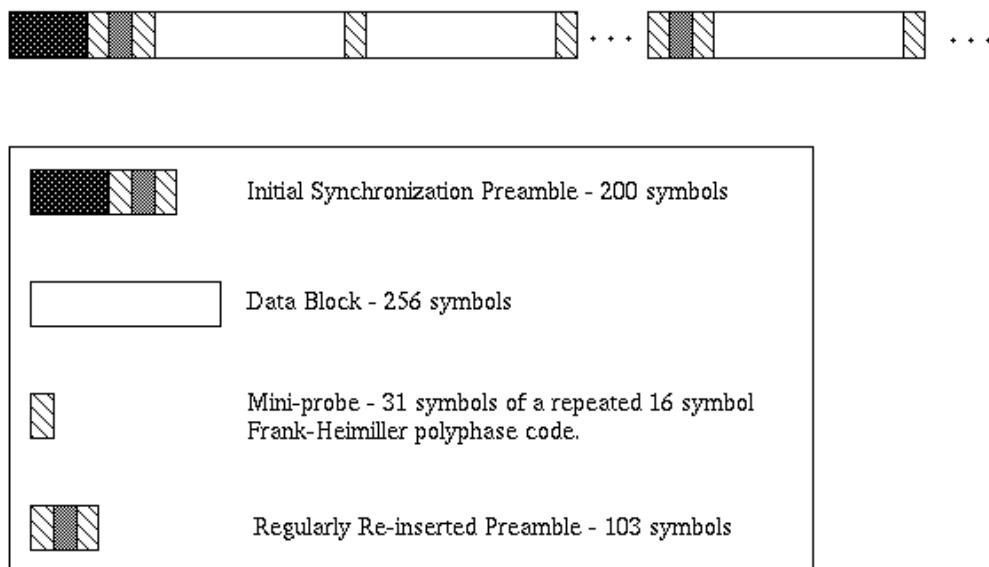 Initial Synchronization Preamble - 200 symbols
Data Block - 256 symbols
Mini-probe - 31 symbols of a repeated 16 symbol
Frank-Heimiller polyphase code.
Regularly Re-inserted Preamble - 103 symbols